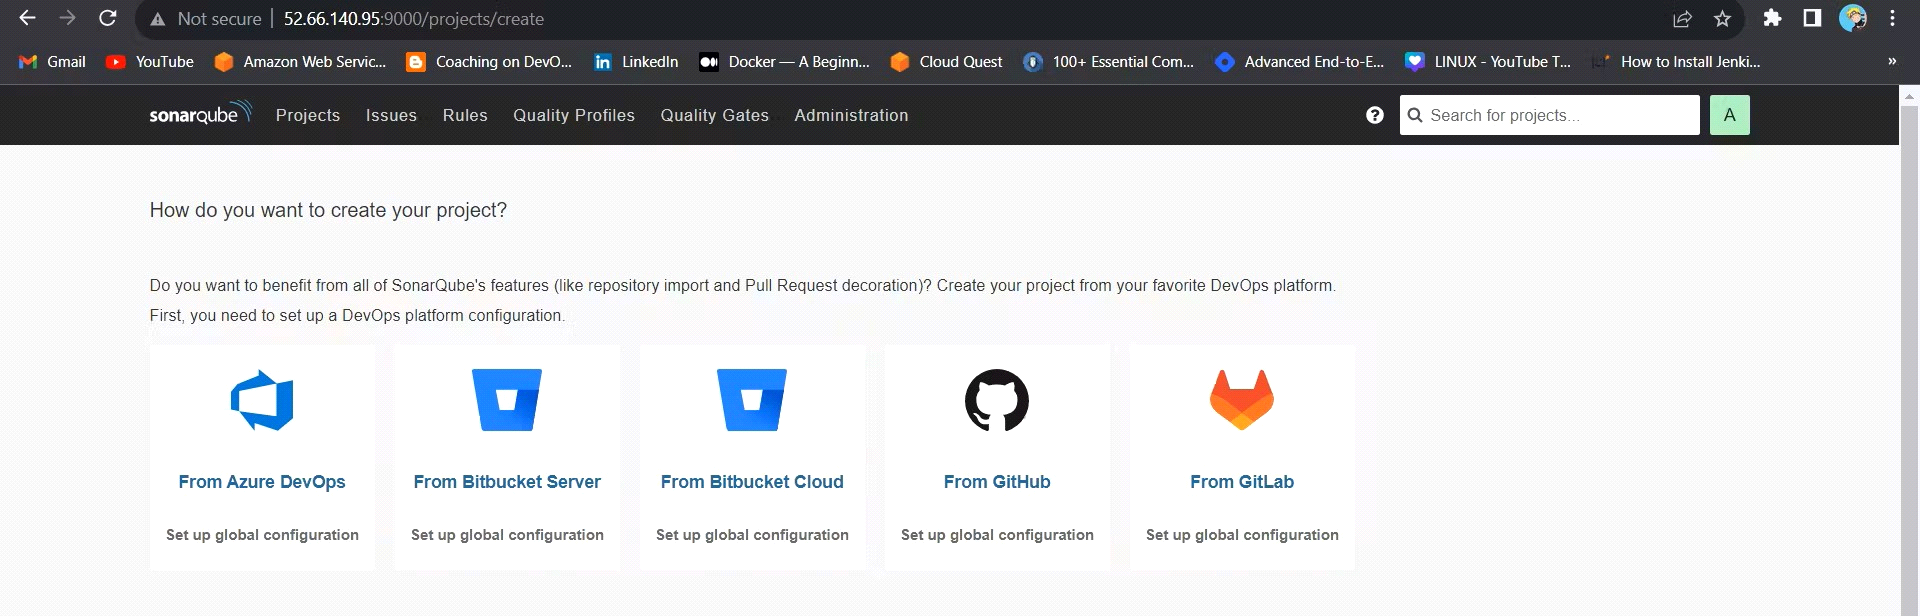 Not secure 52.66.140.95:9000/projects/create
Gmail YouTube Amazon Web Servic... Coaching on DevO... LinkedIn Docker — A Beginn... Cloud Quest 100+ Essential Com... Advanced End-to-E... LINUX - YouTube T... How to Install Jenki... »
sonarqube Projects Issues Rules Quality Profiles Quality Gates Administration ? Search for projects... A
How do you want to create your project?
Do you want to benefit from all of SonarQube's features (like repository import and Pull Request decoration)? Create your project from your favorite DevOps platform.
First, you need to set up a DevOps platform configuration.
From Azure DevOps From Bitbucket Server From Bitbucket Cloud From GitHub From GitLab
Set up global configuration Set up global configuration Set up global configuration Set up global configuration Set up global configuration